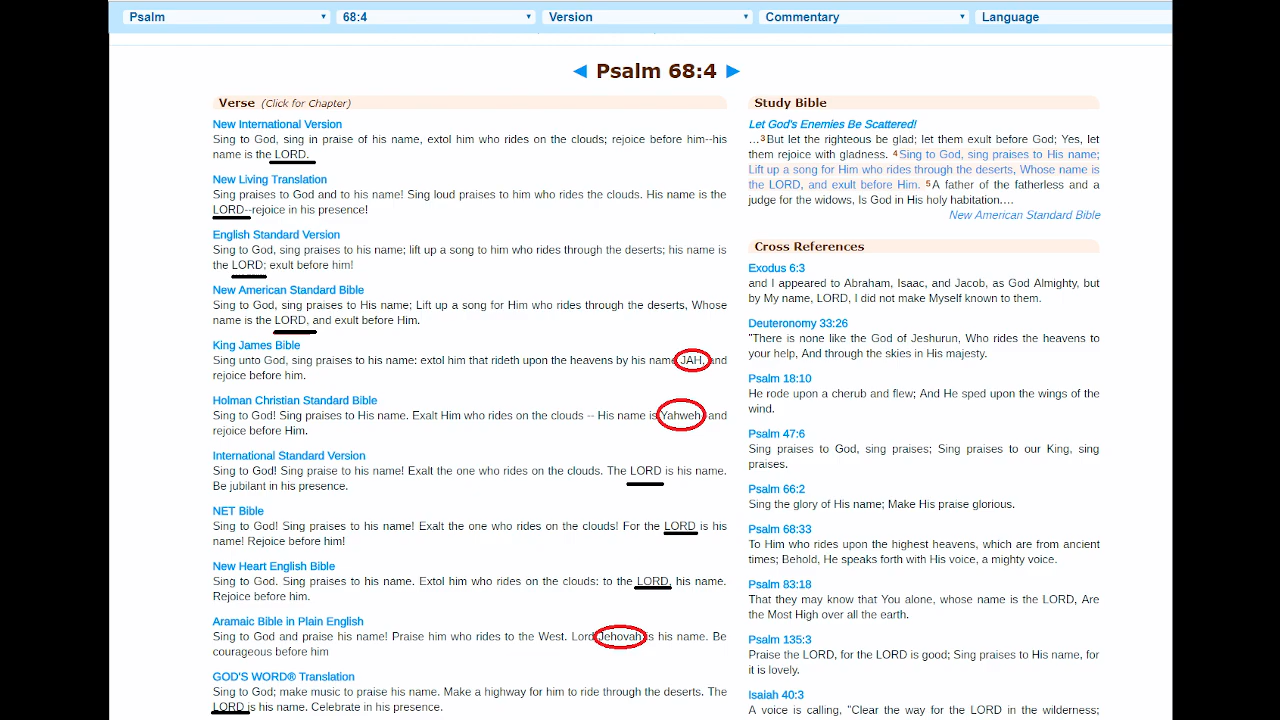 Psalm 68:4 Version Commentary Language
◄ Psalm 68:4 ►
Verse (Click for Chapter)
New International Version
Sing to God, sing in praise of his name, extol him who rides on the clouds; rejoice before him--his
name is the LORD.
New Living Translation
Sing praises to God and to his name! Sing loud praises to him who rides the clouds. His name is the
LORD--rejoice in his presence!
English Standard Version
Sing to God, sing praises to his name; lift up a song to him who rides through the deserts; his name is
the LORD; exult before him!
New American Standard Bible
Sing to God, sing praises to His name; Lift up a song for Him who rides through the deserts, Whose
name is the LORD, and exult before Him.
King James Bible
Sing unto God, sing praises to his name: extol him that rideth upon the heavens by his name JAH, and
rejoice before him.
Holman Christian Standard Bible
Sing to God! Sing praises to His name. Exalt Him who rides on the clouds -- His name is Yahweh, and
rejoice before Him.
International Standard Version
Sing to God! Sing praise to his name! Exalt the one who rides on the clouds. The LORD is his name.
Be jubilant in his presence.
NET Bible
Sing to God! Sing praises to his name! Exalt the one who rides on the clouds! For the LORD is his
name! Rejoice before him!
New Heart English Bible
Sing to God. Sing praises to his name. Extol him who rides on the clouds: to the LORD, his name.
Rejoice before him.
Aramaic Bible in Plain English
Sing to God and praise his name! Praise him who rides to the West. Lord Jehovah is his name. Be
courageous before him
GOD'S WORD® Translation
Sing to God; make music to praise his name. Make a highway for him to ride through the deserts. The
LORD is his name. Celebrate in his presence.
Study Bible
Let God's Enemies Be Scattered!
…3But let the righteous be glad; let them exult before God; Yes, let
them rejoice with gladness. 4Sing to God, sing praises to His name;
Lift up a song for Him who rides through the deserts, Whose name is
the LORD, and exult before Him. 5A father of the fatherless and a
judge for the widows, Is God in His holy habitation.…
New American Standard Bible
Cross References
Exodus 6:3
and I appeared to Abraham, Isaac, and Jacob, as God Almighty, but
by My name, LORD, I did not make Myself known to them.
Deuteronomy 33:26
"There is none like the God of Jeshurun, Who rides the heavens to
your help, And through the skies in His majesty.
Psalm 18:10
He rode upon a cherub and flew; And He sped upon the wings of the
wind.
Psalm 47:6
Sing praises to God, sing praises; Sing praises to our King, sing
praises.
Psalm 66:2
Sing the glory of His name; Make His praise glorious.
Psalm 68:33
To Him who rides upon the highest heavens, which are from ancient
times; Behold, He speaks forth with His voice, a mighty voice.
Psalm 83:18
That they may know that You alone, whose name is the LORD, Are
the Most High over all the earth.
Psalm 135:3
Praise the LORD, for the LORD is good; Sing praises to His name, for
it is lovely.
Isaiah 40:3
A voice is calling, "Clear the way for the LORD in the wilderness;